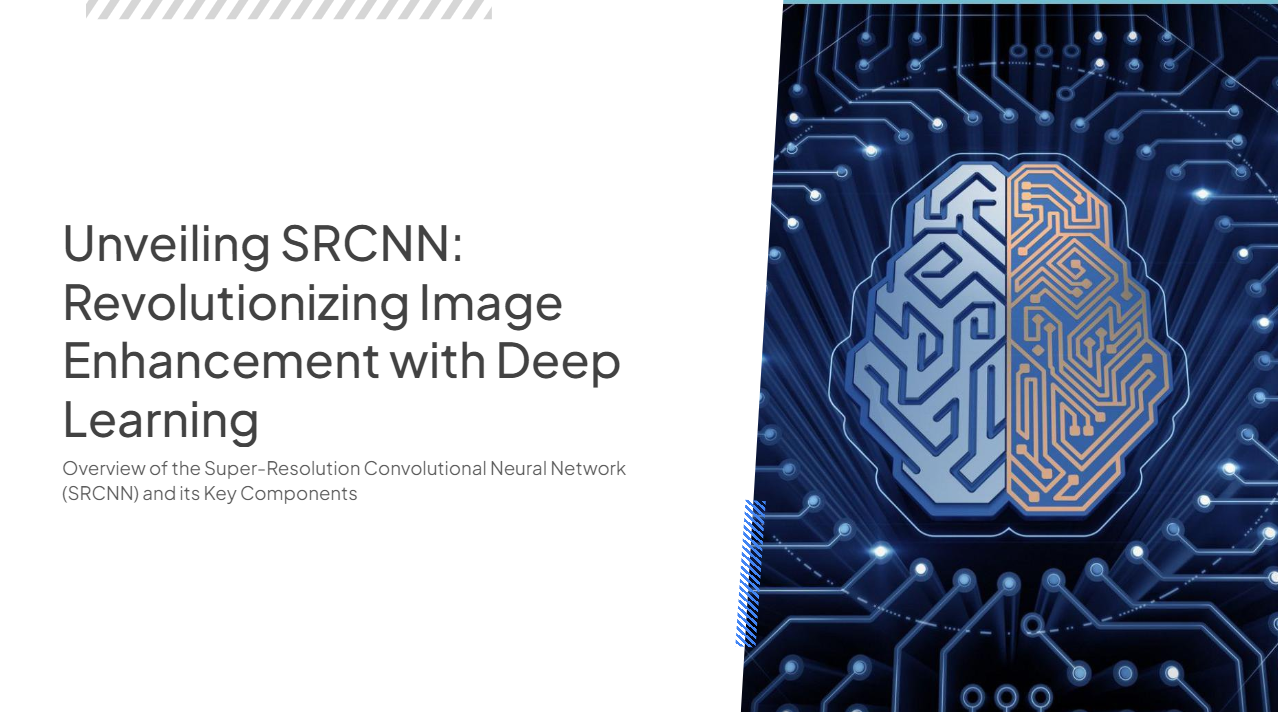 Unveiling SRCNN:
Revolutionizing Image
Enhancement with Deep
Learning
Overview of the Super-Resolution Convolutional Neural Network
(SRCNN) and its Key Components